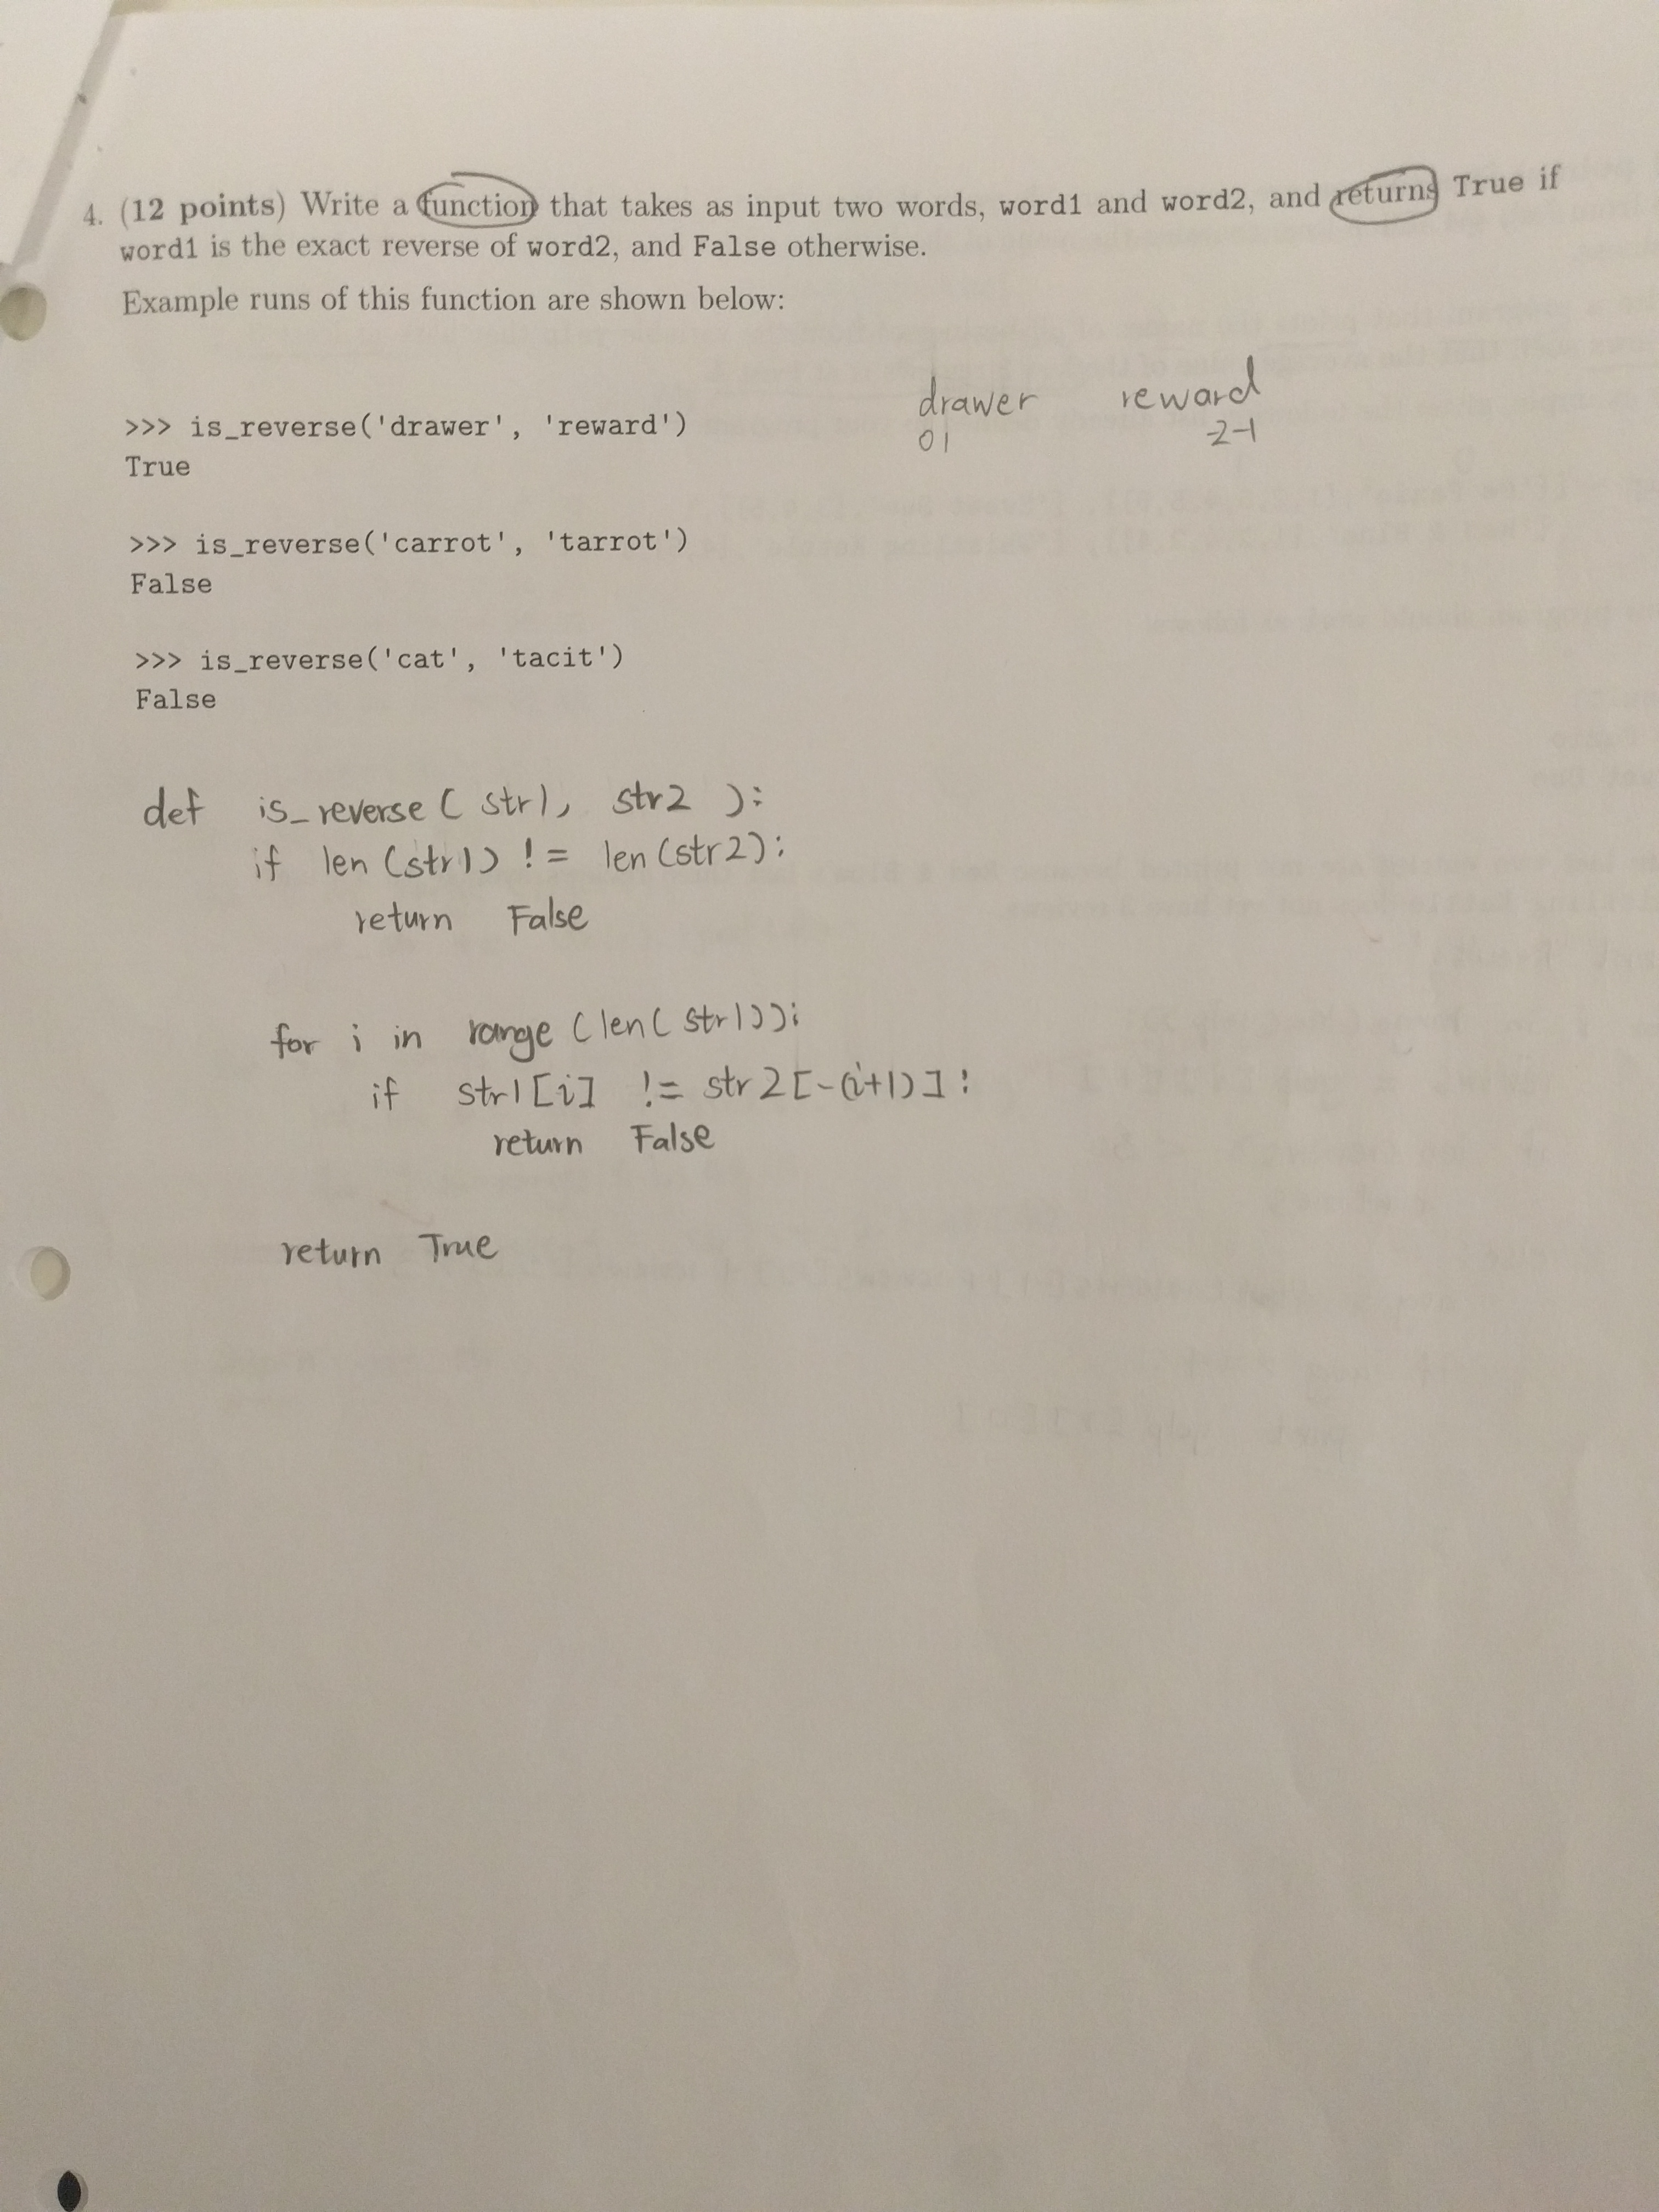 4. (12 points) Write a function that takes as input two words, word1 and word2, and returns True if
word1 is the exact reverse of word2, and False otherwise.
Example runs of this function are shown below:
drawer reward
>>> is_reverse('drawer', 'reward')
01 -2-1
True
>>> is_reverse('carrot', 'tarrot')
False
>>> is_reverse('cat', 'tacit')
False
def is_reverse ( str1, str2 ):
if len (str1) != len (str2):
return False
for i in range (len( str1)):
if str1[i] != str2[-(i+1)]:
return False
return True